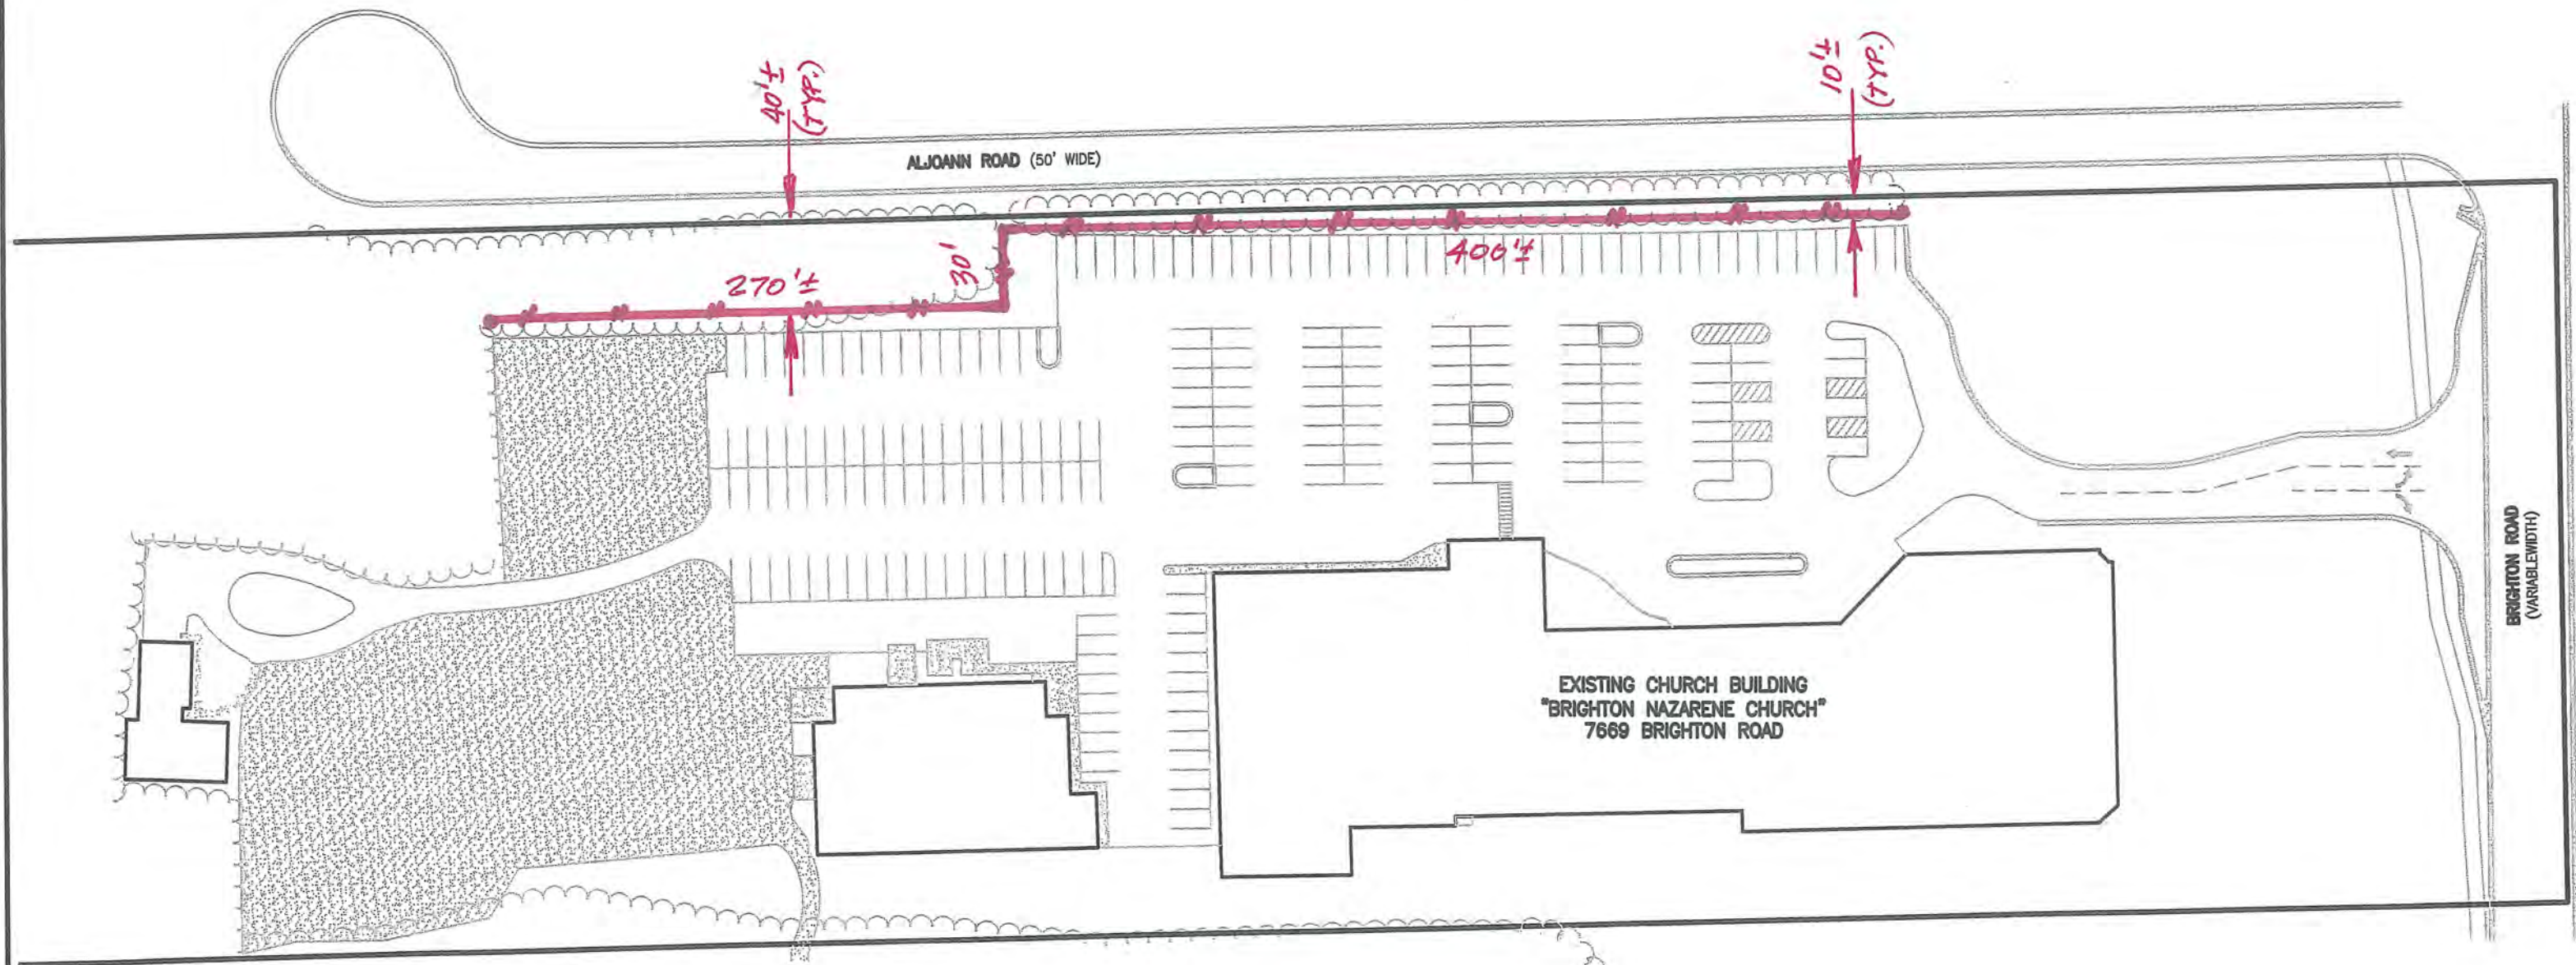 40'±
(TYP.)
10'±
(TYP.)
ALJOANN ROAD (50' WIDE)
30'
270'±
400'±
BRIGHTON ROAD
(VARIABLEWIDTH)
EXISTING CHURCH BUILDING
"BRIGHTON NAZARENE CHURCH"
7669 BRIGHTON ROAD